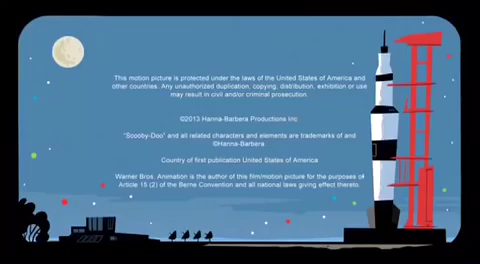 This motion picture is protected under the laws of the United States of America and
other countries. Any unauthorized duplication, copying, distribution, exhibition or use
may result in civil and/or criminal prosecution.
©2013 Hanna-Barbera Productions Inc
"Scooby-Doo" and all related characters and elements are trademarks of and
©Hanna-Barbera.
Country of first publication United States of America
Warner Bros. Animation is the author of this film/motion picture for the purposes of
Article 15 (2) of the Berne Convention and all national laws giving effect thereto.